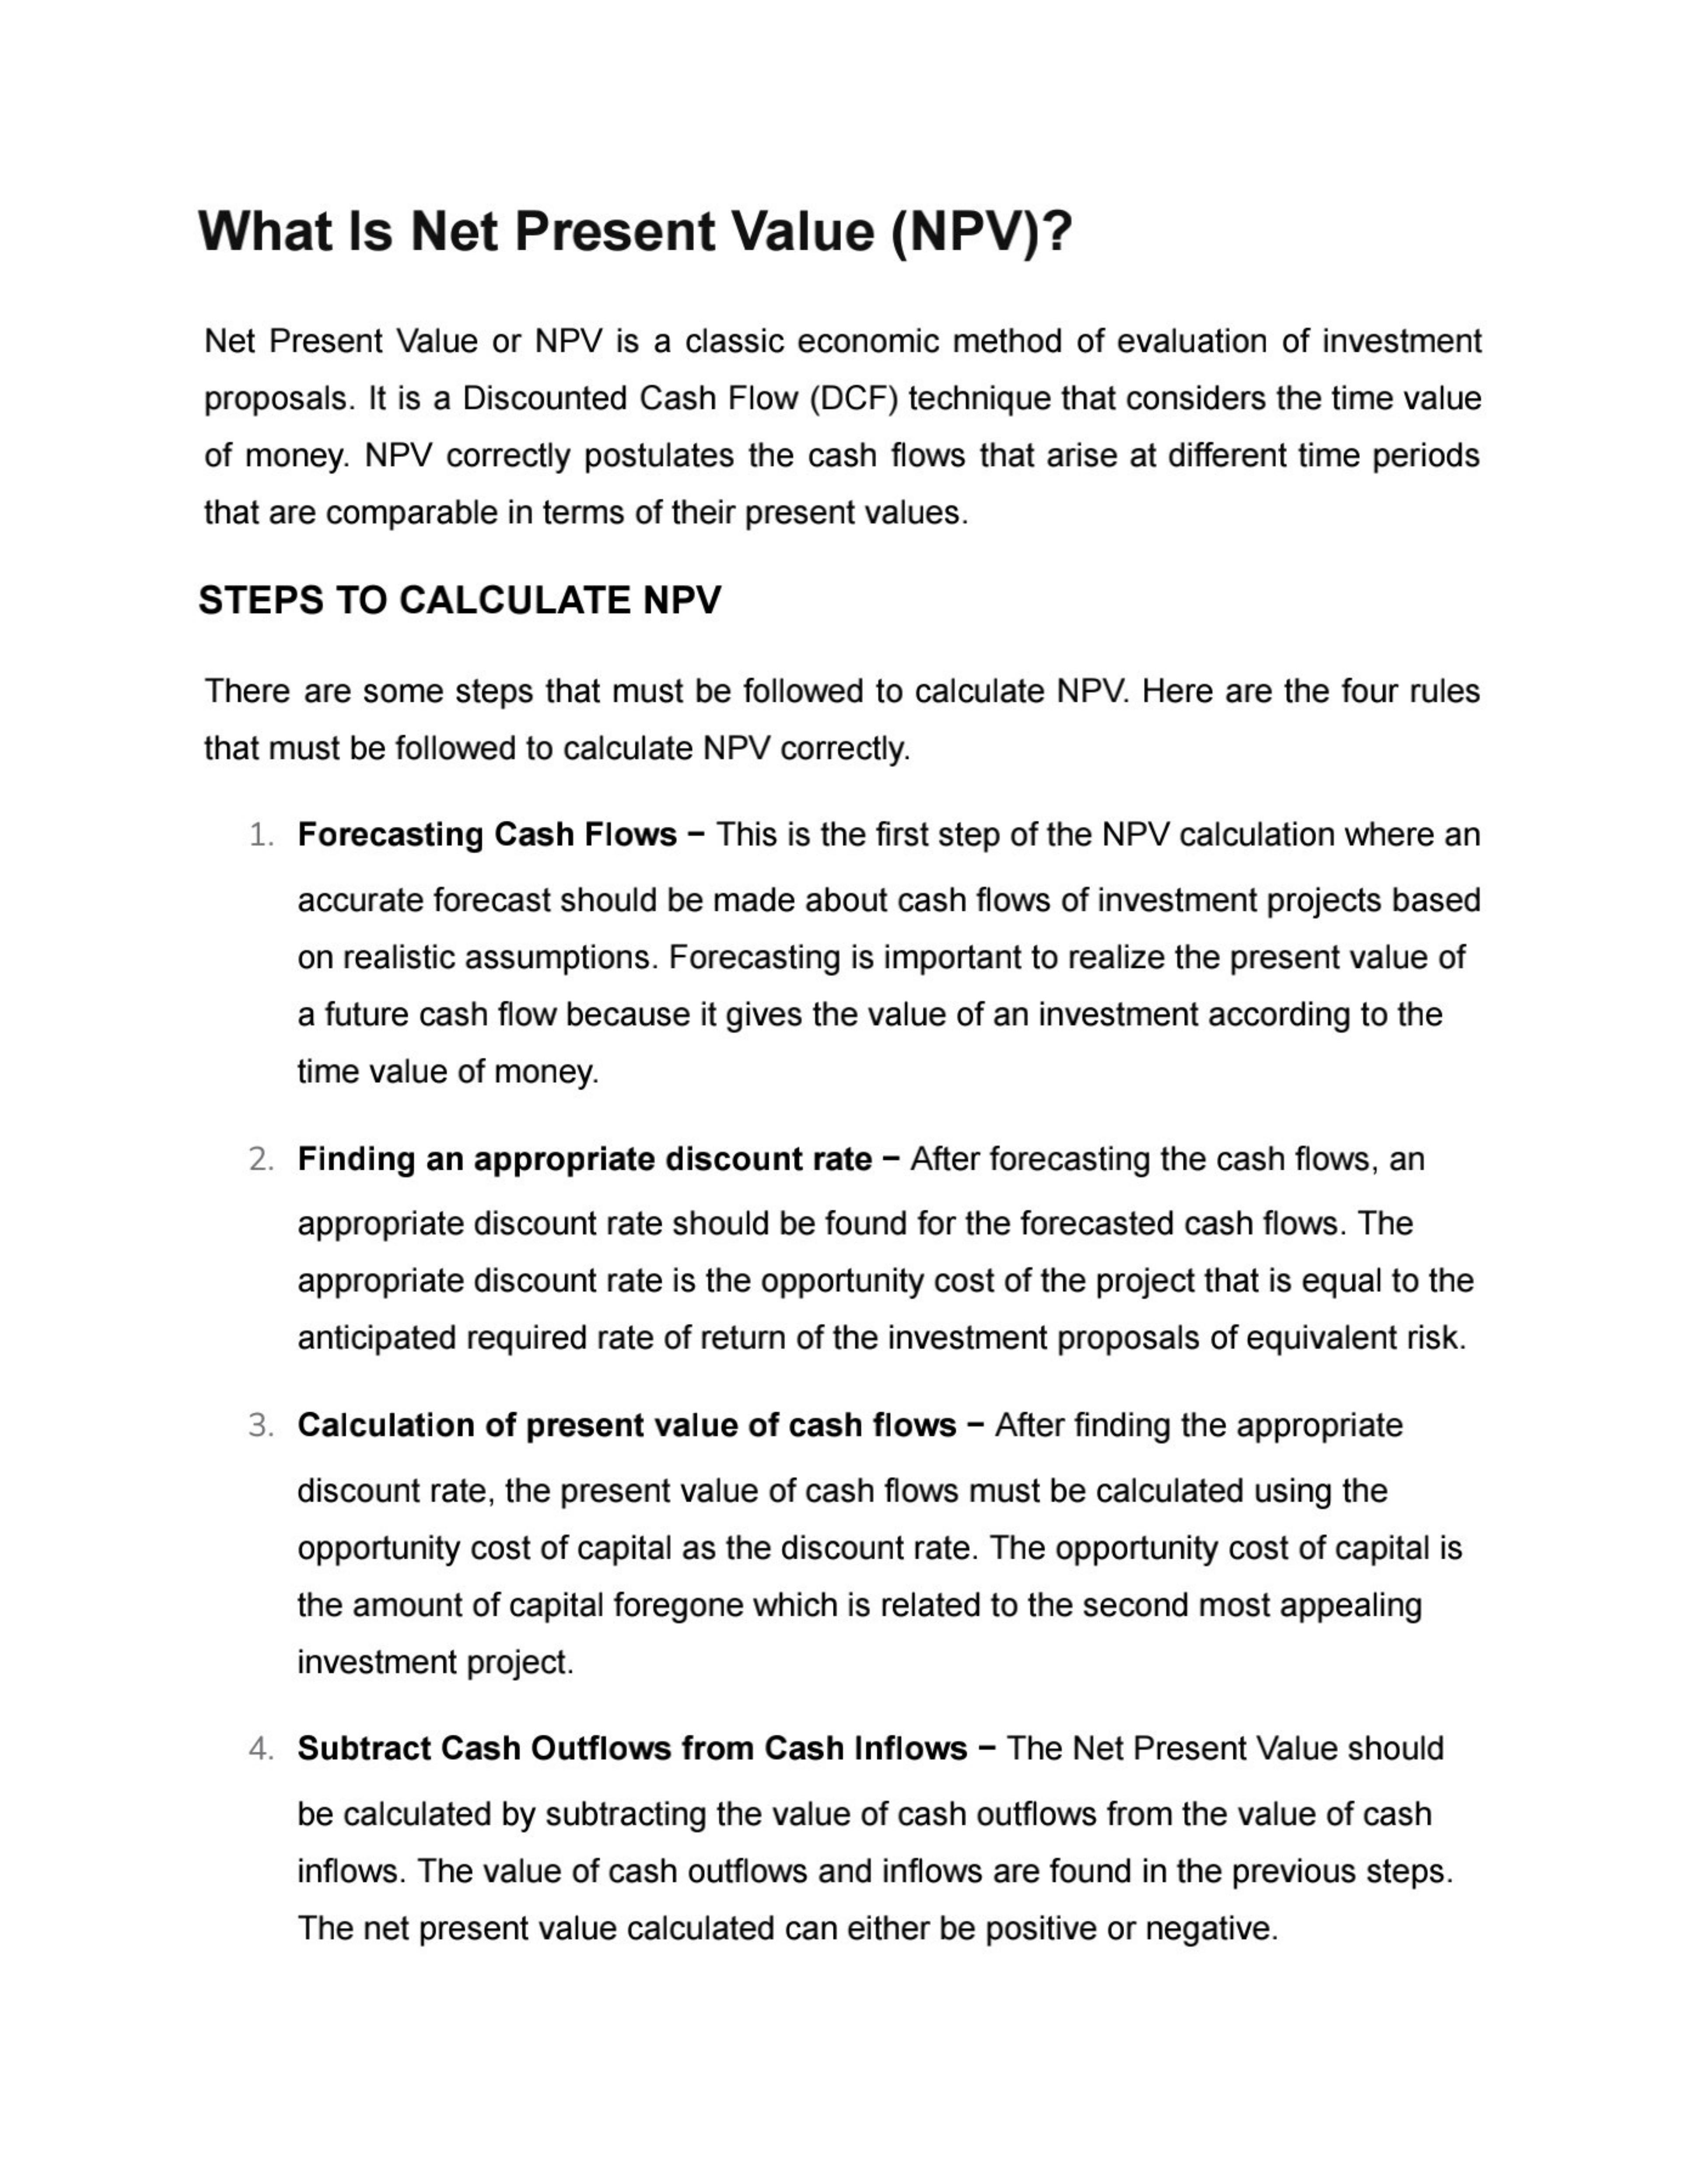 What Is Net Present Value (NPV)?
Net Present Value or NPV is a classic economic method of evaluation of investment
proposals. It is a Discounted Cash Flow (DCF) technique that considers the time value
of money. NPV correctly postulates the cash flows that arise at different time periods
that are comparable in terms of their present values.
STEPS TO CALCULATE NPV
There are some steps that must be followed to calculate NPV. Here are the four rules
that must be followed to calculate NPV correctly.
1. Forecasting Cash Flows − This is the first step of the NPV calculation where an
accurate forecast should be made about cash flows of investment projects based
on realistic assumptions. Forecasting is important to realize the present value of
a future cash flow because it gives the value of an investment according to the
time value of money.
2. Finding an appropriate discount rate − After forecasting the cash flows, an
appropriate discount rate should be found for the forecasted cash flows. The
appropriate discount rate is the opportunity cost of the project that is equal to the
anticipated required rate of return of the investment proposals of equivalent risk.
3. Calculation of present value of cash flows − After finding the appropriate
discount rate, the present value of cash flows must be calculated using the
opportunity cost of capital as the discount rate. The opportunity cost of capital is
the amount of capital foregone which is related to the second most appealing
investment project.
4. Subtract Cash Outflows from Cash Inflows − The Net Present Value should
be calculated by subtracting the value of cash outflows from the value of cash
inflows. The value of cash outflows and inflows are found in the previous steps.
The net present value calculated can either be positive or negative.